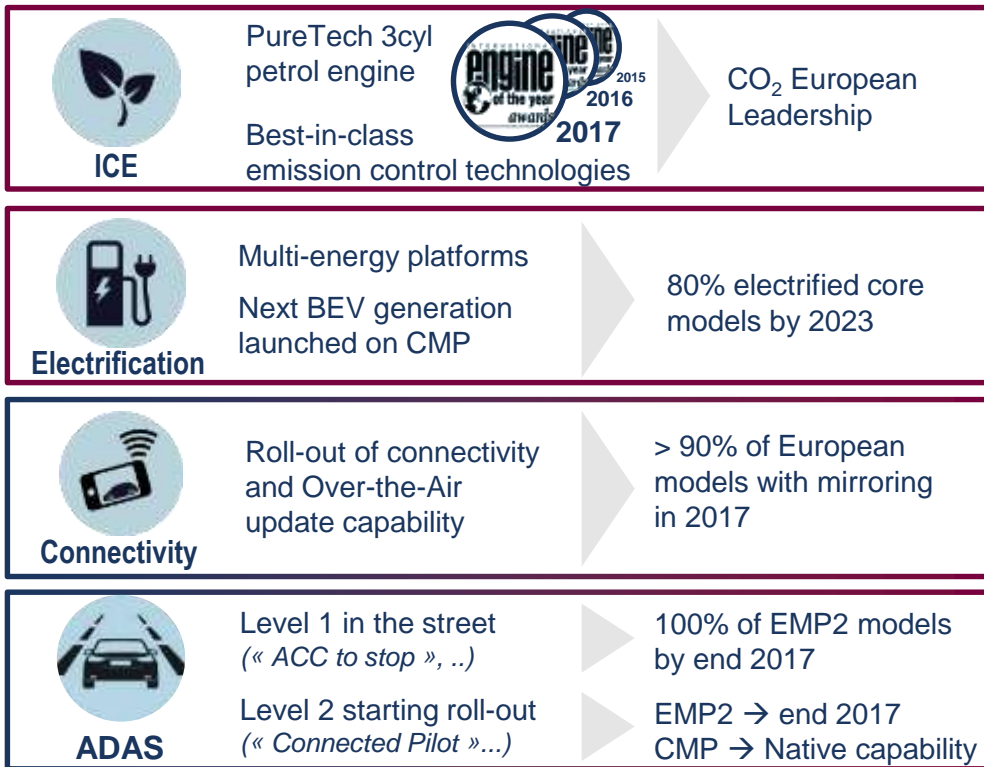 PureTech 3cyl
petrol engine
INTERNATIONAL
engine
of the year
awards
2015
2016
2017
Best-in-class
emission control technologies
ICE
CO₂ European
Leadership
Multi-energy platforms
Next BEV generation
launched on CMP
Electrification
80% electrified core
models by 2023
Roll-out of connectivity
and Over-the-Air
update capability
Connectivity
> 90% of European
models with mirroring
in 2017
Level 1 in the street
(« ACC to stop », ..)
100% of EMP2 models
by end 2017
Level 2 starting roll-out
(« Connected Pilot »...)
ADAS
EMP2 → end 2017
CMP → Native capability